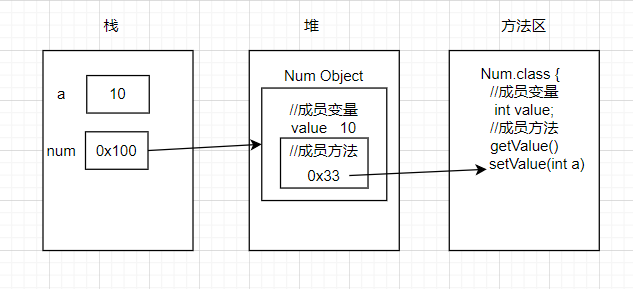 栈
堆
方法区
a
10
num
0x100
Num Object
//成员变量
value 10
//成员方法
0x33
Num.class {
//成员变量
int value;
//成员方法
getValue()
setValue(int a)